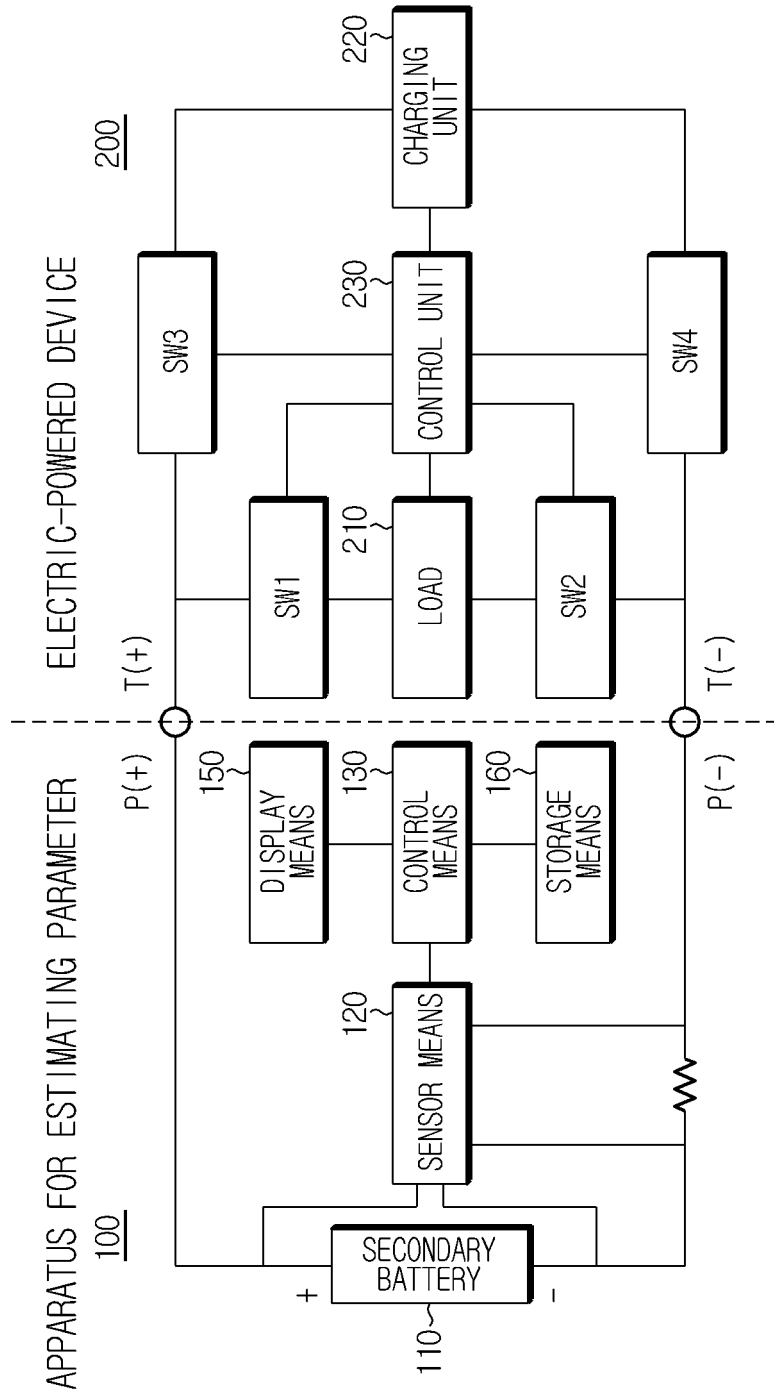 APPARATUS FOR ESTIMATING PARAMETER
100
ELECTRIC-POWERED DEVICE
200
P(+)
T(+)
150
DISPLAY
MEANS
130
CONTROL
MEANS
160
STORAGE
MEANS
120
SENSOR MEANS
+
SECONDARY
BATTERY
-
110
P(-)
T(-)
SW1
210
LOAD
SW2
SW3
230
CONTROL UNIT
SW4
220
CHARGING
UNIT